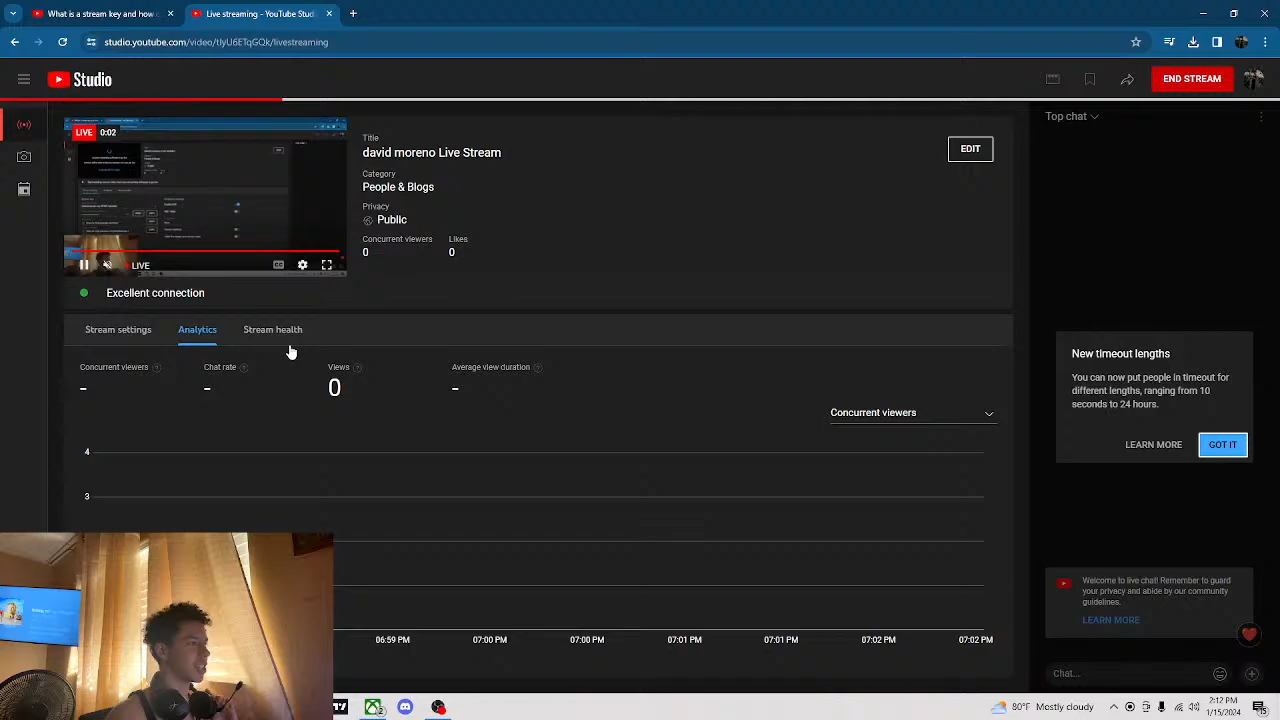 What is a stream key and how
Live streaming - YouTube Studi
studio.youtube.com/video/tIyU6ETqGQk/livestreaming
Studio
END STREAM
LIVE 0:02
Title
david moreno Live Stream
EDIT
Category
& Blogs
Privacy
Public
Concurrent viewers
Likes
0
0
LIVE
Excellent connection
Top chat
Stream settings
Analytics
Stream health
Concurrent viewers
-
Chat rate
-
Views
0
Average view duration
-
Concurrent viewers
4
3
06:59 PM
07:00 PM
07:00 PM
07:01 PM
07:01 PM
07:02 PM
07:02 PM
New timeout lengths
You can now put people in timeout for
different lengths, ranging from 10
seconds to 24 hours.
LEARN MORE
GOT IT
Welcome to live chat! Remember to guard
your privacy and abide by our community
guidelines.
LEARN MORE
Chat...
80°F Mostly cloudy
2:12 PM
1/15/2024